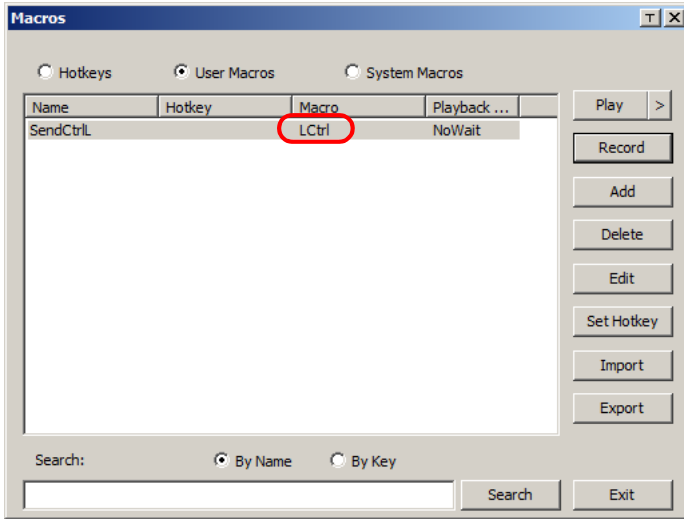 Macros T X
Hotkeys User Macros System Macros
Name Hotkey Macro Playback ... Play >
SendCtrlL LCtrl NoWait
Record
Add
Delete
Edit
Set Hotkey
Import
Export
Search: By Name By Key
Search Exit